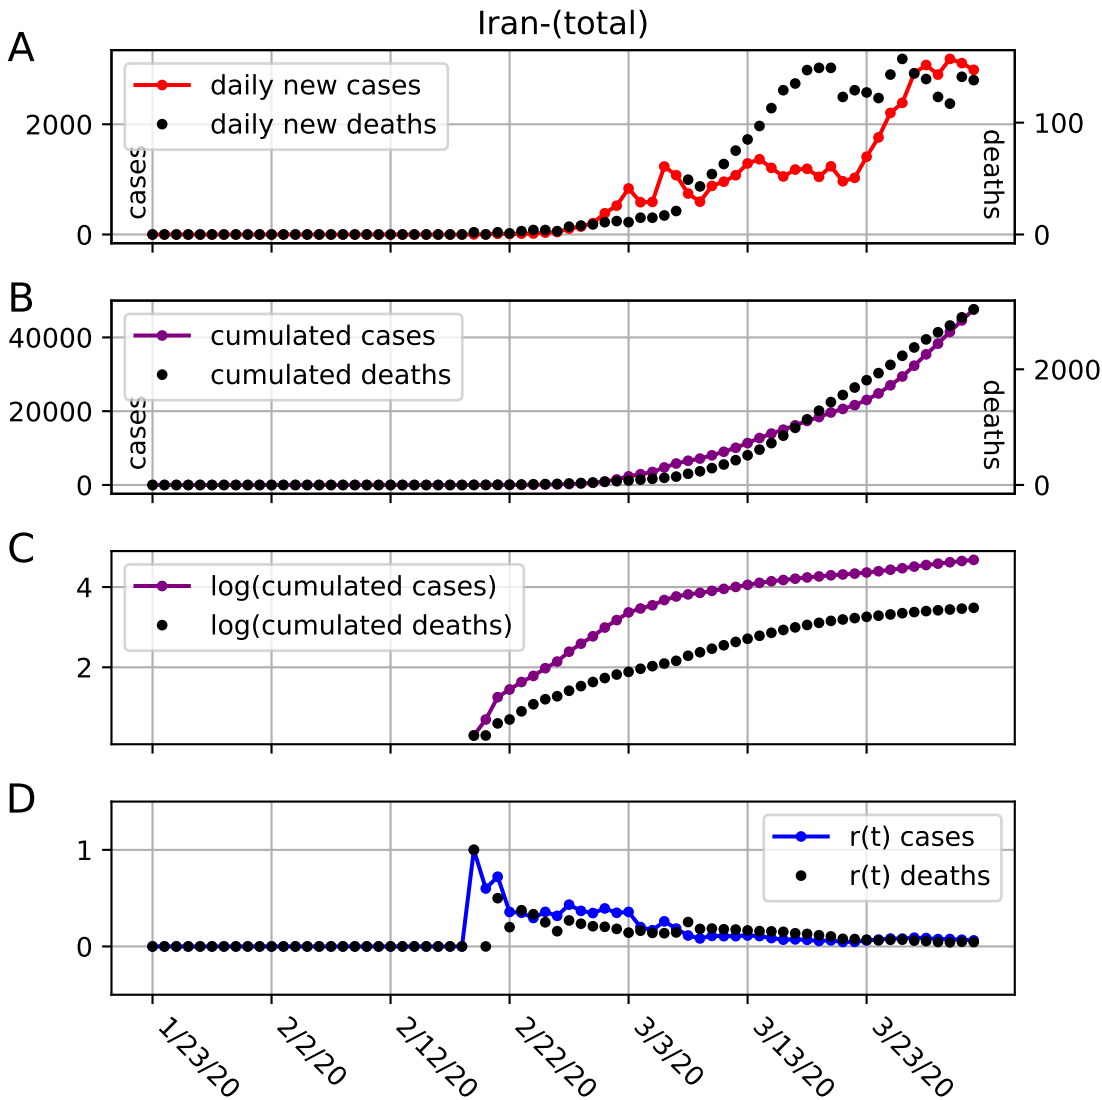 Iran-(total)
A
daily new cases
daily new deaths
2000
0
cases
100
0
deaths
B
cumulated cases
cumulated deaths
40000
20000
0
cases
2000
0
deaths
C
log(cumulated cases)
log(cumulated deaths)
4
2
D
r(t) cases
r(t) deaths
1
0
1/23/20
2/2/20
2/12/20
2/22/20
3/3/20
3/13/20
3/23/20